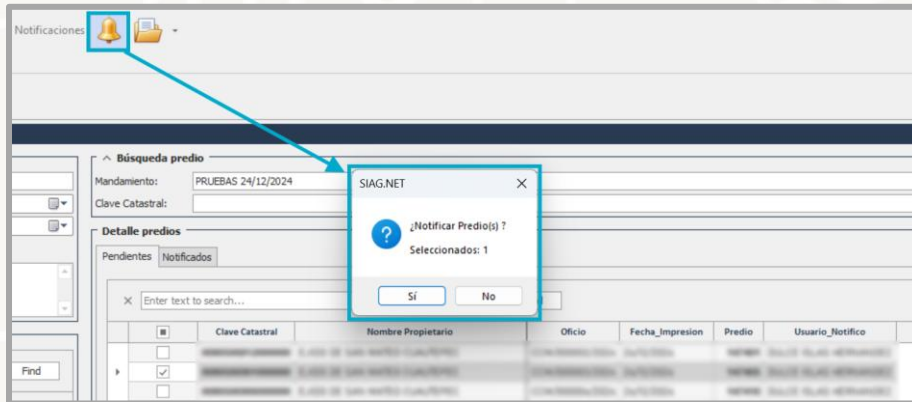 Notificaciones
Búsqueda predio
Mandamiento: PRUEBAS 24/12/2024
Clave Catastral:
Detalle predios
Pendientes Notificados
Enter text to search...
Find
Clave Catastral Nombre Propietario Oficio Fecha_Impresion Predio Usuario_Notifico
SIAG.NET
¿Notificar Predio(s) ?
Seleccionados: 1
Sí No